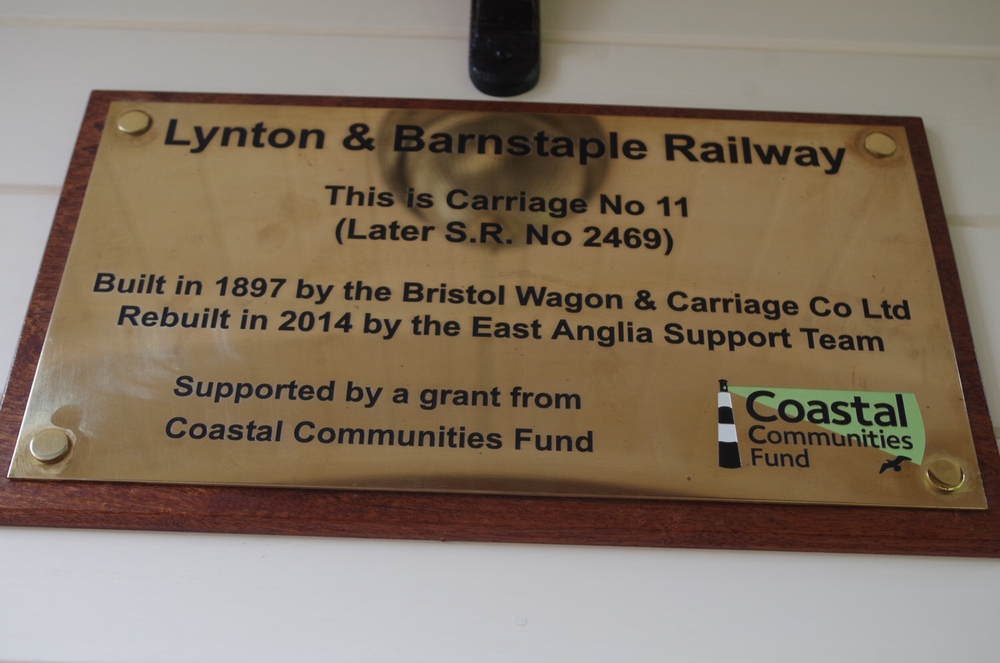 Lynton & Barnstaple Railway
This is Carriage No 11
(Later S.R. No 2469)
Built in 1897 by the Bristol Wagon & Carriage Co Ltd
Rebuilt in 2014 by the East Anglia Support Team
Supported by a grant from
Coastal Communities Fund
Coastal
Communities
Fund